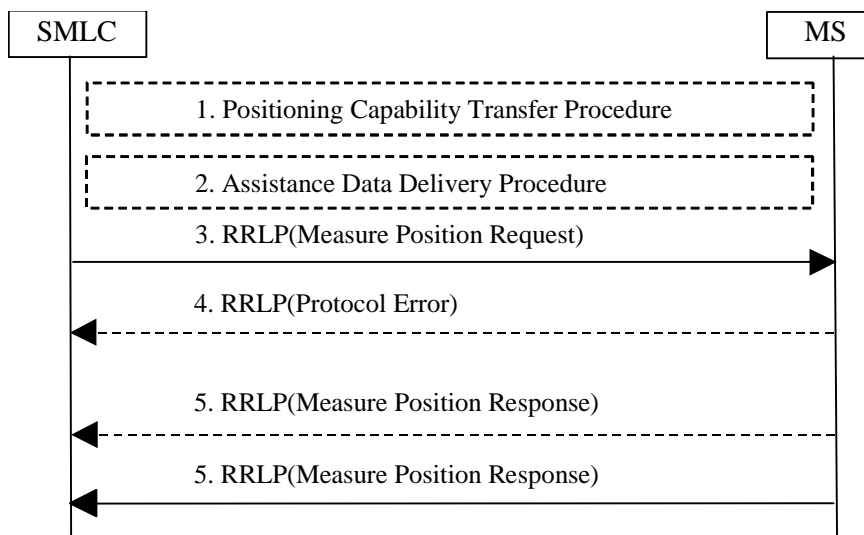 SMLC
MS
1. Positioning Capability Transfer Procedure
2. Assistance Data Delivery Procedure
3. RRLP(Measure Position Request)
4. RRLP(Protocol Error)
5. RRLP(Measure Position Response)
5. RRLP(Measure Position Response)